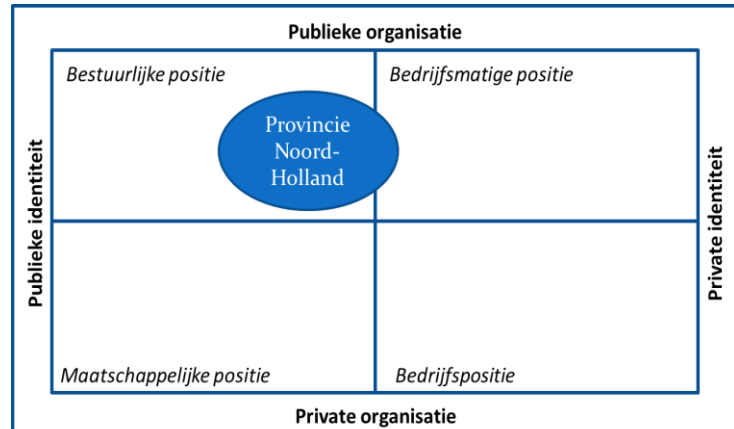 Publieke organisatie
Bestuurlijke positie
Bedrijfsmatige positie
Provincie
Noord-
Holland
Publieke identiteit
Private identiteit
Maatschappelijke positie
Bedrijfspositie
Private organisatie